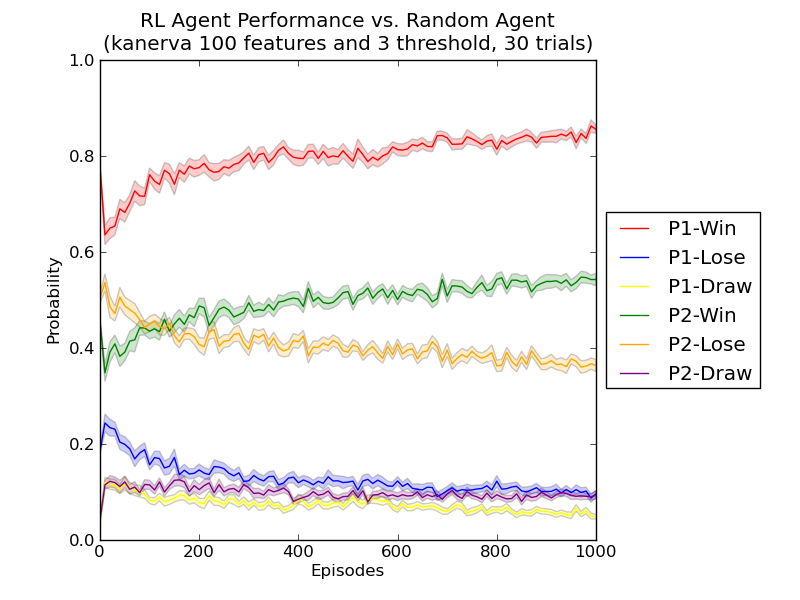 RL Agent Performance vs. Random Agent
(kanerva 100 features and 3 threshold, 30 trials)
1.0
0.8
0.6
0.4
0.2
0.0
Probability
0
200
400
600
800
1000
Episodes
P1-Win
P1-Lose
P1-Draw
P2-Win
P2-Lose
P2-Draw